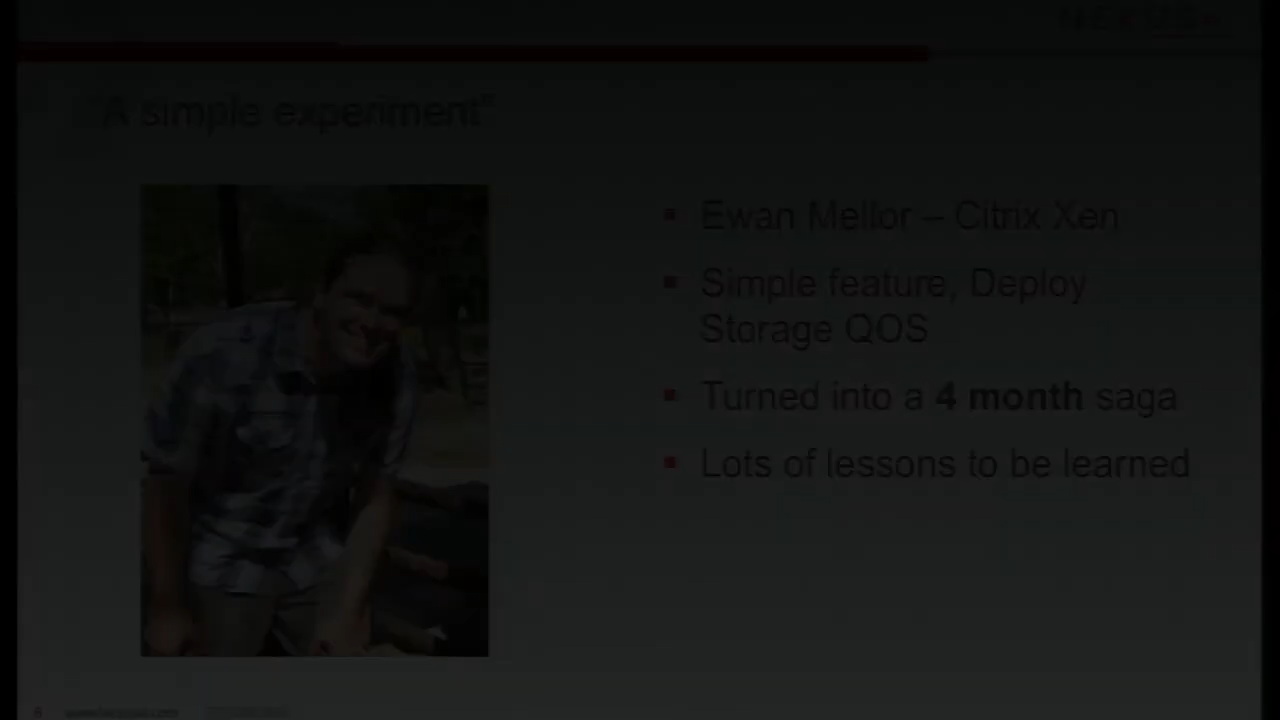 "A simple experiment"
Ewan Mellor – Citrix Xen
Simple feature, Deploy
Storage QOS
Turned into a 4 month saga
Lots of lessons to be learned
6